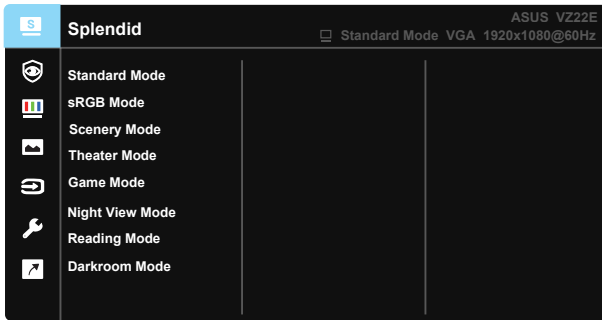 S
Splendid
ASUS VZ22E
Standard Mode VGA 1920x1080@60Hz
Standard Mode
sRGB Mode
Scenery Mode
Theater Mode
Game Mode
Night View Mode
Reading Mode
Darkroom Mode